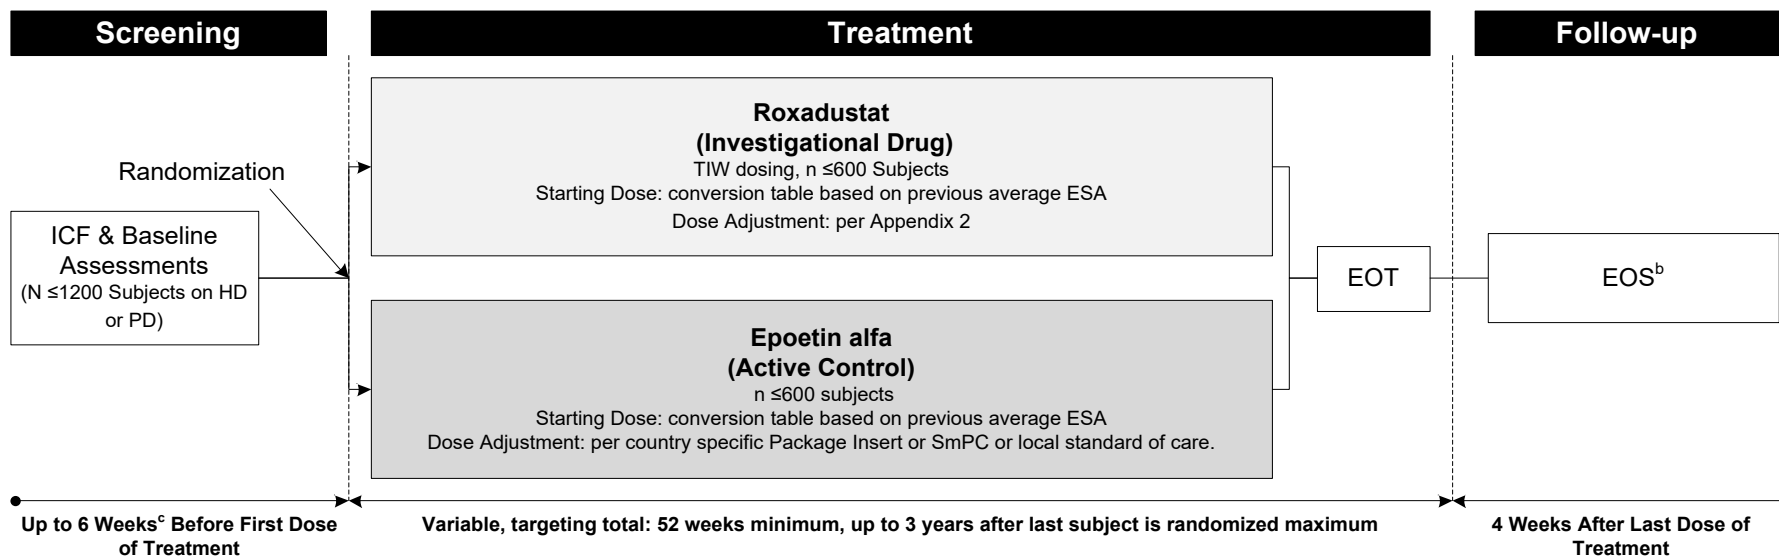 Screening
Treatment
Follow-up
Randomization
ICF & Baseline
Assessments
(N ≤1200 Subjects on HD
or PD)
Roxadustat
(Investigational Drug)
TIW dosing, n ≤600 Subjects
Starting Dose: conversion table based on previous average ESA
Dose Adjustment: per Appendix 2
Epoetin alfa
(Active Control)
n ≤600 subjects
Starting Dose: conversion table based on previous average ESA
Dose Adjustment: per country specific Package Insert or SmPC or local standard of care.
EOT
EOSᵇ
Up to 6 Weeksᶜ Before First Dose
of Treatment
Variable, targeting total: 52 weeks minimum, up to 3 years after last subject is randomized maximum
4 Weeks After Last Dose of
Treatment